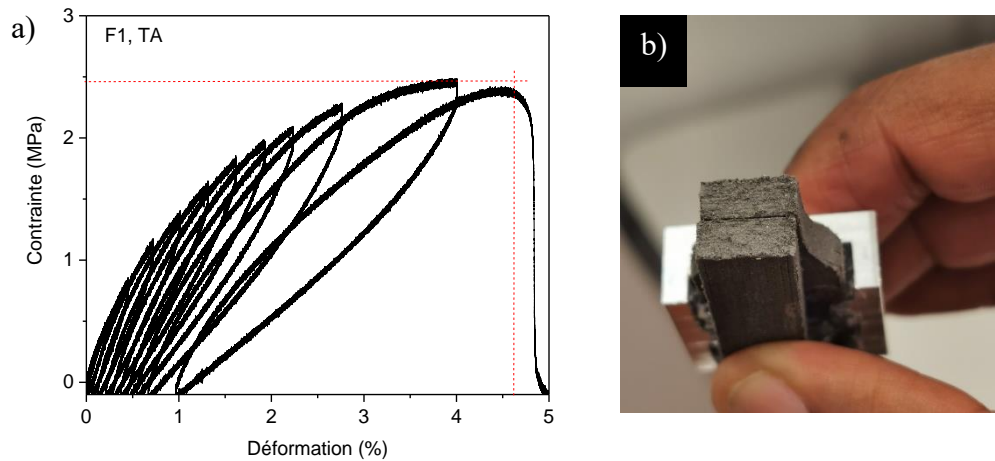 a)
F1, TA
3
2
1
0
Contrainte (MPa)
0 1 2 3 4 5
Déformation (%)
b)